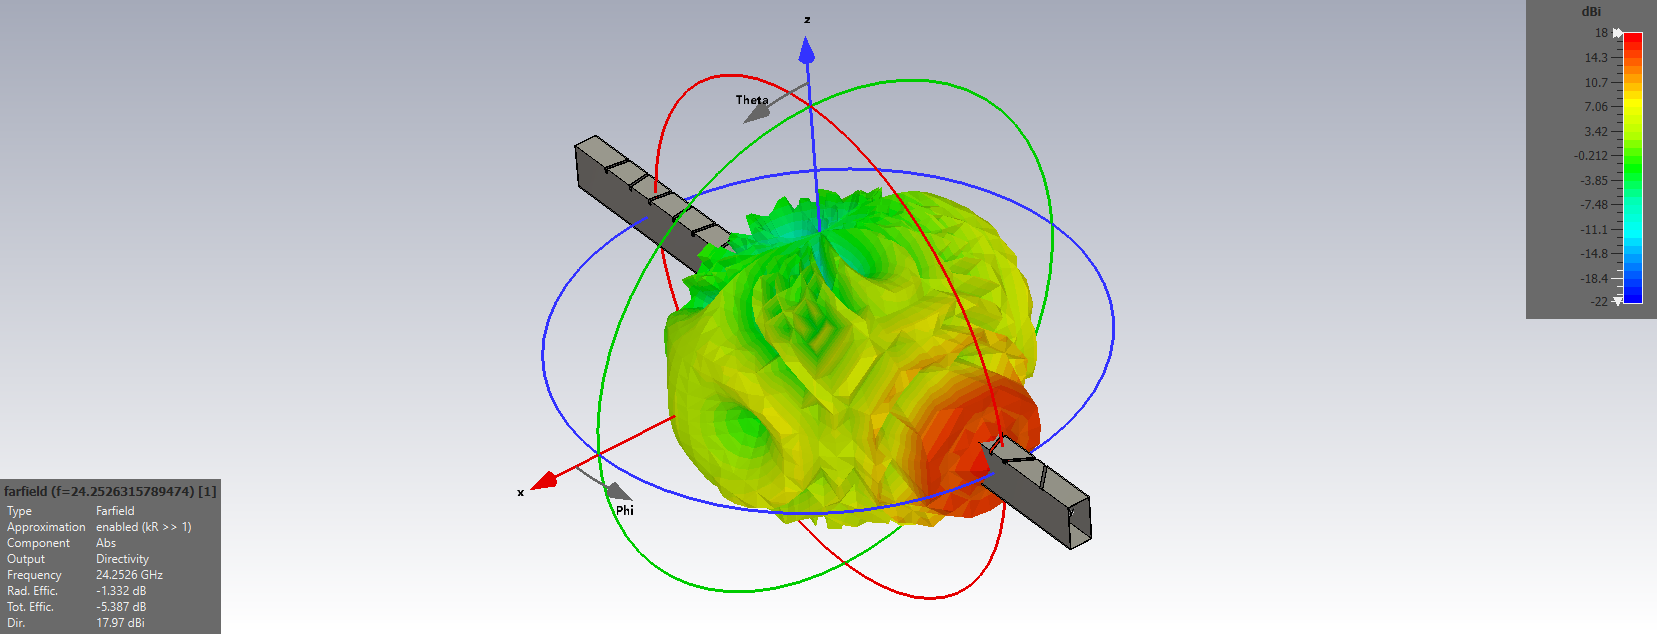 z
Theta
x
Phi
dBi
18
14.3
10.7
7.06
3.42
-0.212
-3.85
-7.48
-11.1
-14.8
-18.4
-22
farfield (f=24.2526315789474) [1]
Type Farfield
Approximation enabled (kR >> 1)
Component Abs
Output Directivity
Frequency 24.2526 GHz
Rad. Effic. -1.332 dB
Tot. Effic. -5.387 dB
Dir. 17.97 dBi